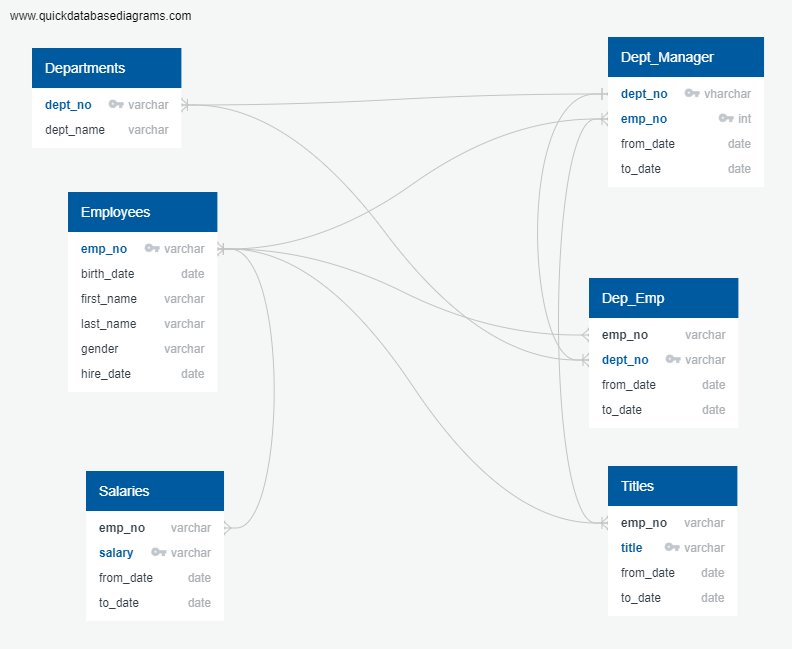 www.quickdatabasediagrams.com
Departments
dept_no varchar
dept_name varchar
Employees
emp_no varchar
birth_date date
first_name varchar
last_name varchar
gender varchar
hire_date date
Salaries
emp_no varchar
salary varchar
from_date date
to_date date
Dept_Manager
dept_no vharchar
emp_no int
from_date date
to_date date
Dep_Emp
emp_no varchar
dept_no varchar
from_date date
to_date date
Titles
emp_no varchar
title varchar
from_date date
to_date date